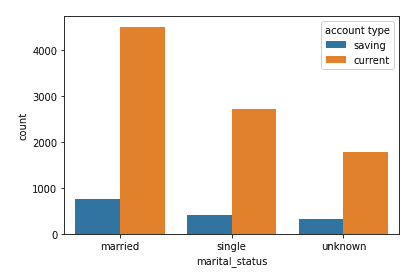 account type
saving
current
4000
3000
2000
1000
0
count
married single unknown
marital_status